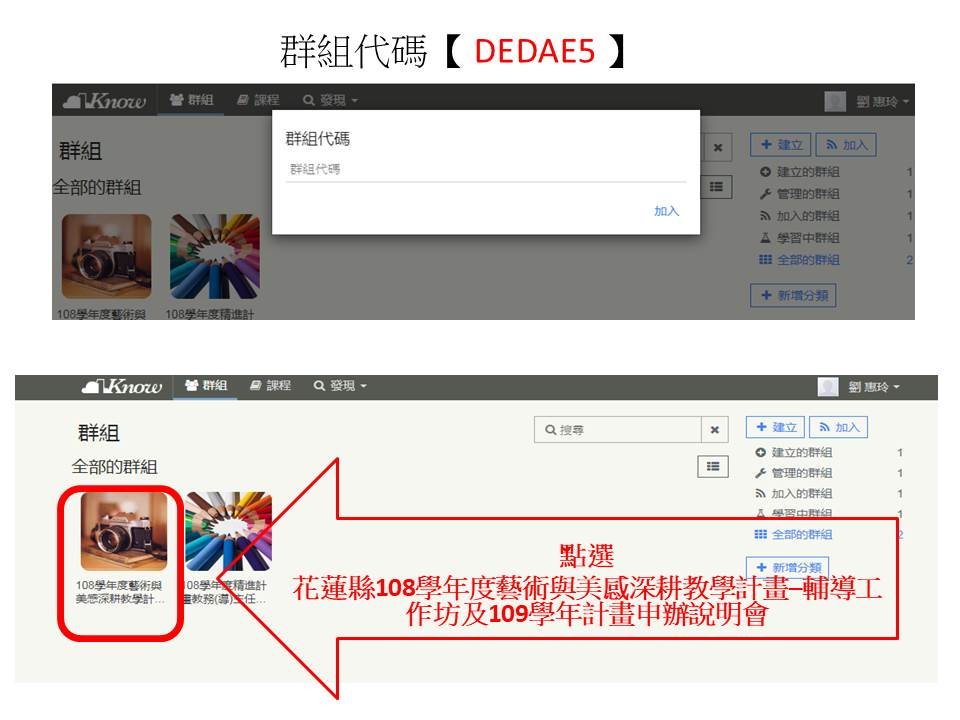 群組代碼【 DEDAE5 】
Know 群組 課程 發現 劉 惠玲
群組代碼
群組代碼
加入
群組
全部的群組
108學年度藝術與
108學年度精進計
建立 加入
建立的群組 1
管理的群組 1
加入的群組 1
學習中群組 1
全部的群組 2
新增分類
Know 群組 課程 發現 劉 惠玲
群組
搜尋
全部的群組
108學年度藝術與
美感深耕教學計...
108學年度精進計
畫教務(導)主任...
建立 加入
建立的群組 1
管理的群組 1
加入的群組 1
學習中群組 1
全部的群組 2
新增分類
點選
花蓮縣108學年度藝術與美感深耕教學計畫–輔導工
作坊及109學年計畫申辦說明會